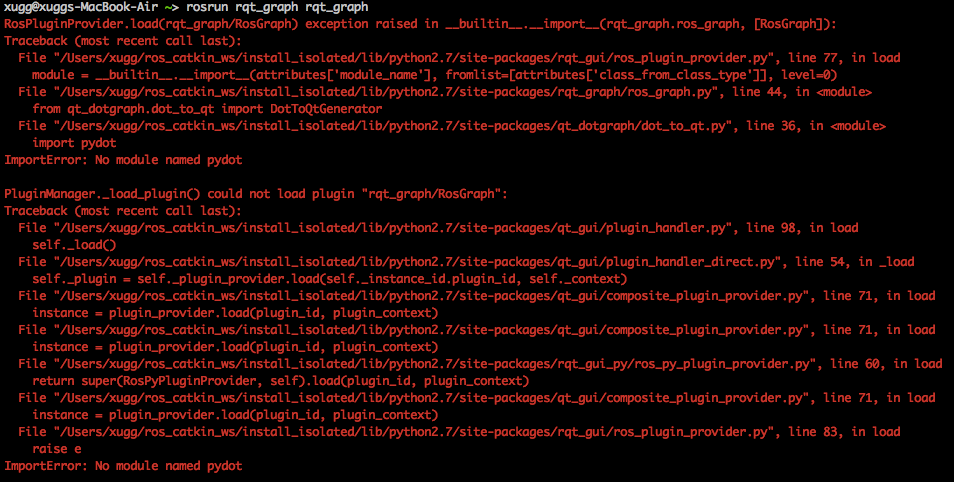 xugg@xuggs-MacBook-Air ~> rosrun rqt_graph rqt_graph
RosPluginProvider.load(rqt_graph/RosGraph) exception raised in __builtin__.__import__(rqt_graph.ros_graph, [RosGraph]):
Traceback (most recent call last):
  File "/Users/xugg/ros_catkin_ws/install_isolated/lib/python2.7/site-packages/rqt_gui/ros_plugin_provider.py", line 77, in load
    module = __builtin__.__import__(attributes['module_name'], fromlist=[attributes['class_from_class_type']], level=0)
  File "/Users/xugg/ros_catkin_ws/install_isolated/lib/python2.7/site-packages/rqt_graph/ros_graph.py", line 44, in <module>
    from qt_dotgraph.dot_to_qt import DotToQtGenerator
  File "/Users/xugg/ros_catkin_ws/install_isolated/lib/python2.7/site-packages/qt_dotgraph/dot_to_qt.py", line 36, in <module>
    import pydot
ImportError: No module named pydot

PluginManager._load_plugin() could not load plugin "rqt_graph/RosGraph":
Traceback (most recent call last):
  File "/Users/xugg/ros_catkin_ws/install_isolated/lib/python2.7/site-packages/qt_gui/plugin_handler.py", line 98, in load
    self._load()
  File "/Users/xugg/ros_catkin_ws/install_isolated/lib/python2.7/site-packages/qt_gui/plugin_handler_direct.py", line 54, in _load
    self._plugin = self._plugin_provider.load(self._instance_id.plugin_id, self._context)
  File "/Users/xugg/ros_catkin_ws/install_isolated/lib/python2.7/site-packages/qt_gui/composite_plugin_provider.py", line 71, in load
    instance = plugin_provider.load(plugin_id, plugin_context)
  File "/Users/xugg/ros_catkin_ws/install_isolated/lib/python2.7/site-packages/qt_gui/composite_plugin_provider.py", line 71, in load
    instance = plugin_provider.load(plugin_id, plugin_context)
  File "/Users/xugg/ros_catkin_ws/install_isolated/lib/python2.7/site-packages/rqt_gui_py/ros_py_plugin_provider.py", line 60, in load
    return super(RosPyPluginProvider, self).load(plugin_id, plugin_context)
  File "/Users/xugg/ros_catkin_ws/install_isolated/lib/python2.7/site-packages/qt_gui/composite_plugin_provider.py", line 71, in load
    instance = plugin_provider.load(plugin_id, plugin_context)
  File "/Users/xugg/ros_catkin_ws/install_isolated/lib/python2.7/site-packages/rqt_gui/ros_plugin_provider.py", line 83, in load
    raise e
ImportError: No module named pydot